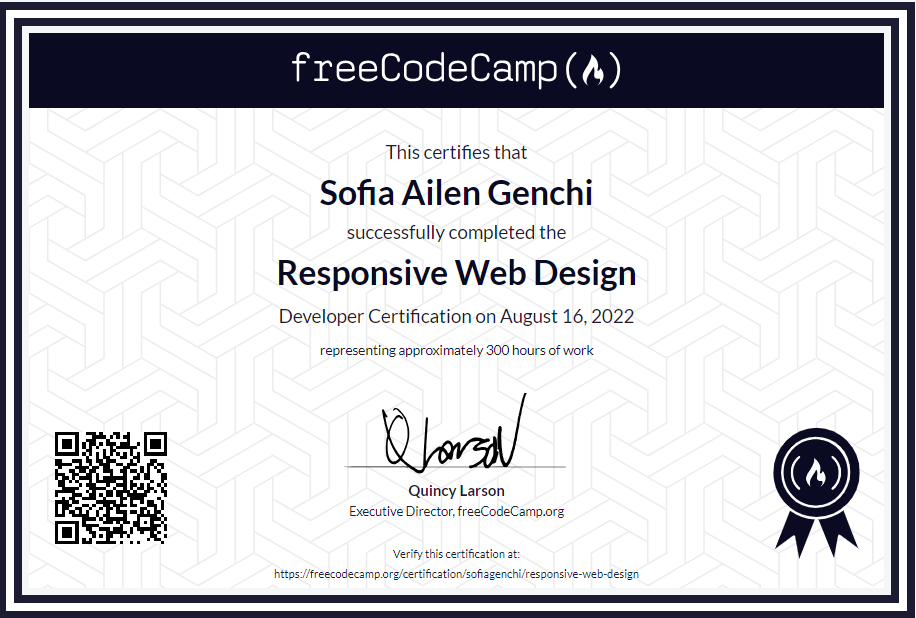 freeCodeCamp
This certifies that
Sofia Ailen Genchi
successfully completed the
Responsive Web Design
Developer Certification on August 16, 2022
representing approximately 300 hours of work
Q Larson
Quincy Larson
Executive Director, freeCodeCamp.org
Verify this certification at:
https://freecodecamp.org/certification/sofiagenchi/responsive-web-design